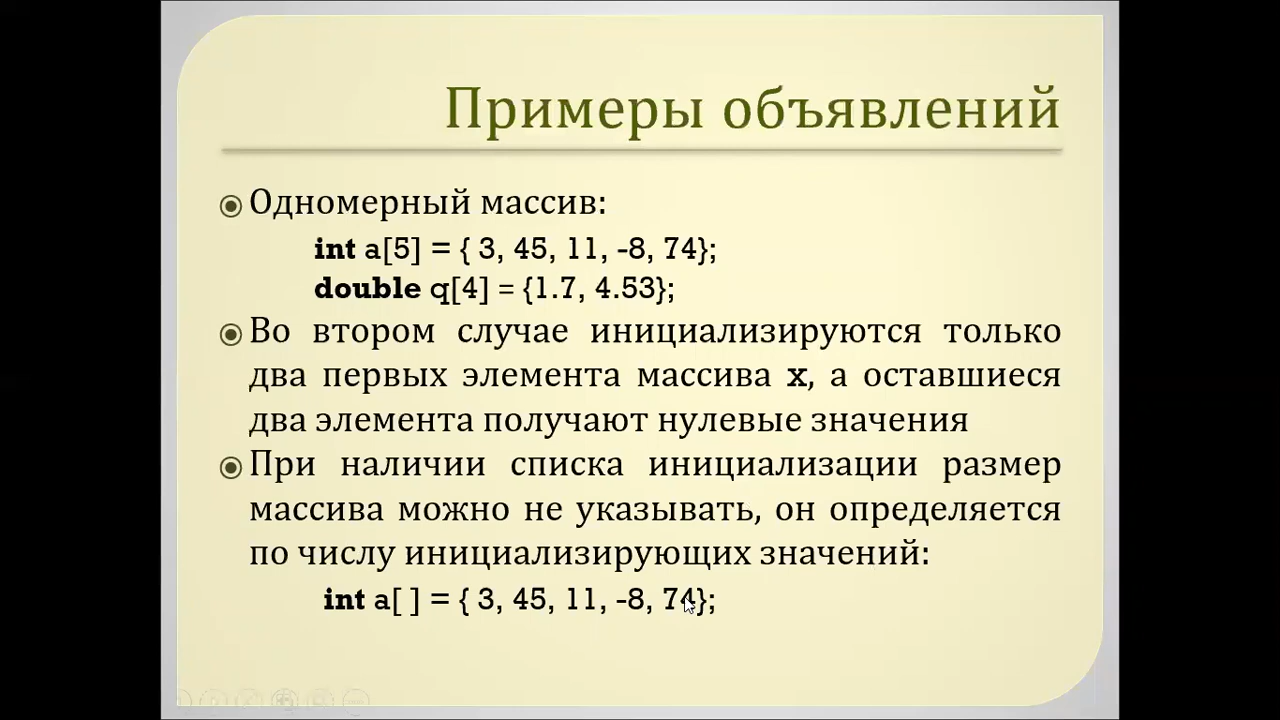 Примеры объявлений
Одномерный массив:
int a[5] = { 3, 45, 11, -8, 74};
double q[4] = {1.7, 4.53};
Во втором случае инициализируются только
два первых элемента массива x, а оставшиеся
два элемента получают нулевые значения
При наличии списка инициализации размер
массива можно не указывать, он определяется
по числу инициализирующих значений:
int a[ ] = { 3, 45, 11, -8, 74};